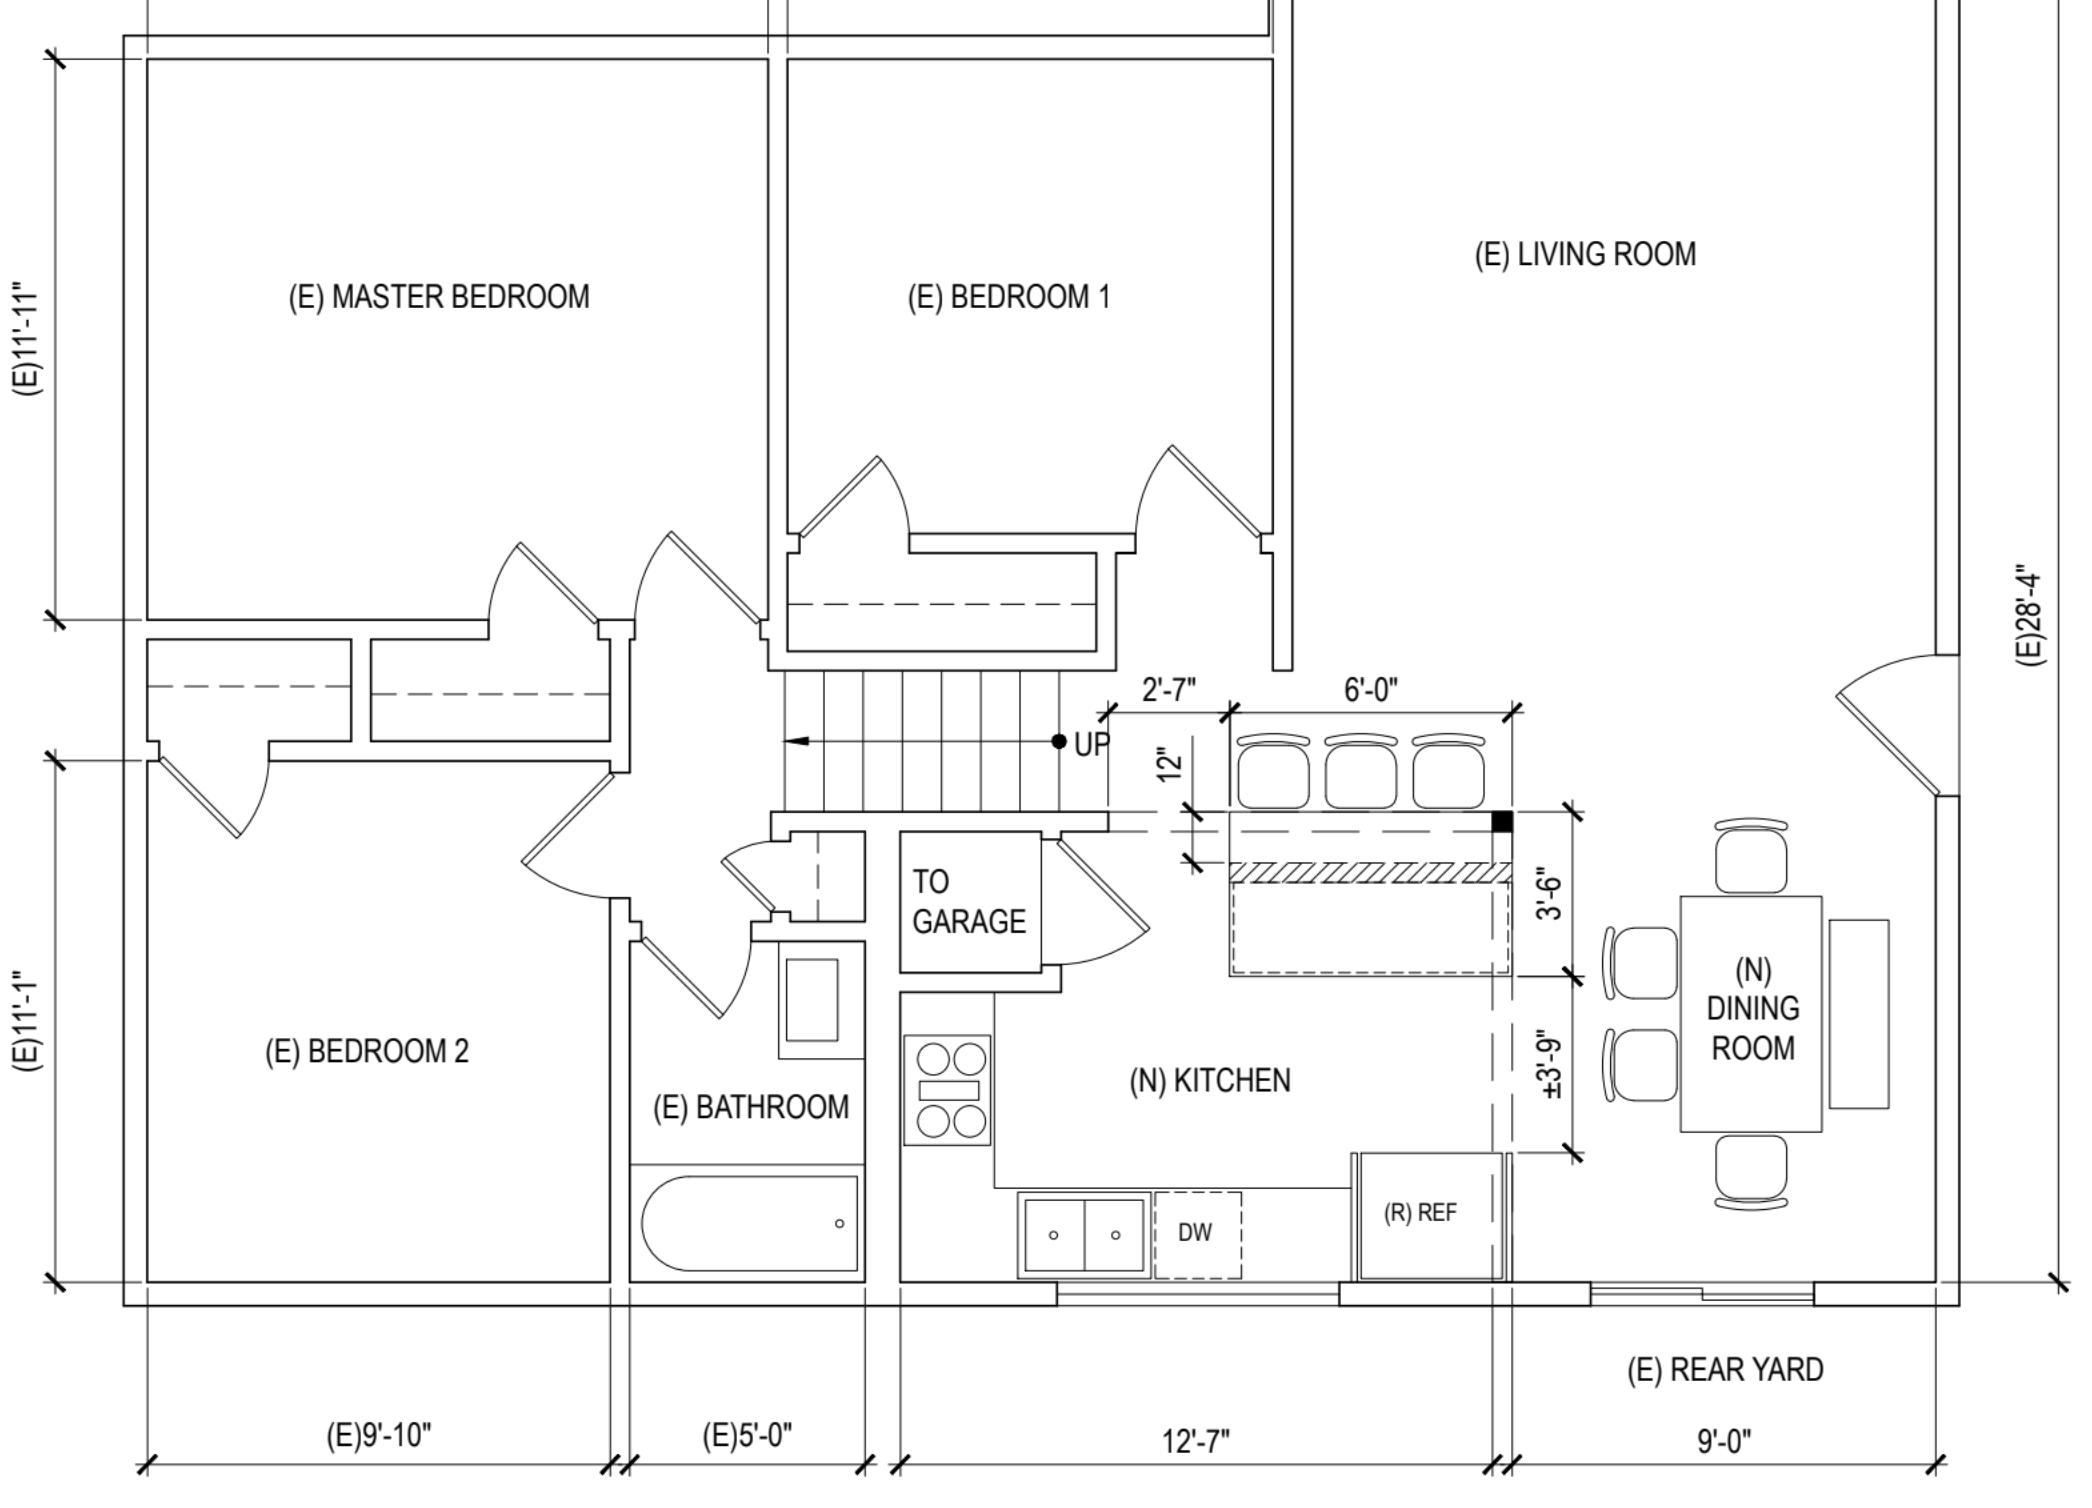 (E) LIVING ROOM
(E) MASTER BEDROOM
(E) BEDROOM 1
(E)11'-11"
(E)28'-4"
2'-7"
6'-0"
UP
12"
TO
GARAGE
3'-6"
(N)
DINING
ROOM
(E)11'-1"
(E) BEDROOM 2
±3'-9"
(N) KITCHEN
(E) BATHROOM
(R) REF
DW
(E) REAR YARD
(E)9'-10"
(E)5'-0"
12'-7"
9'-0"